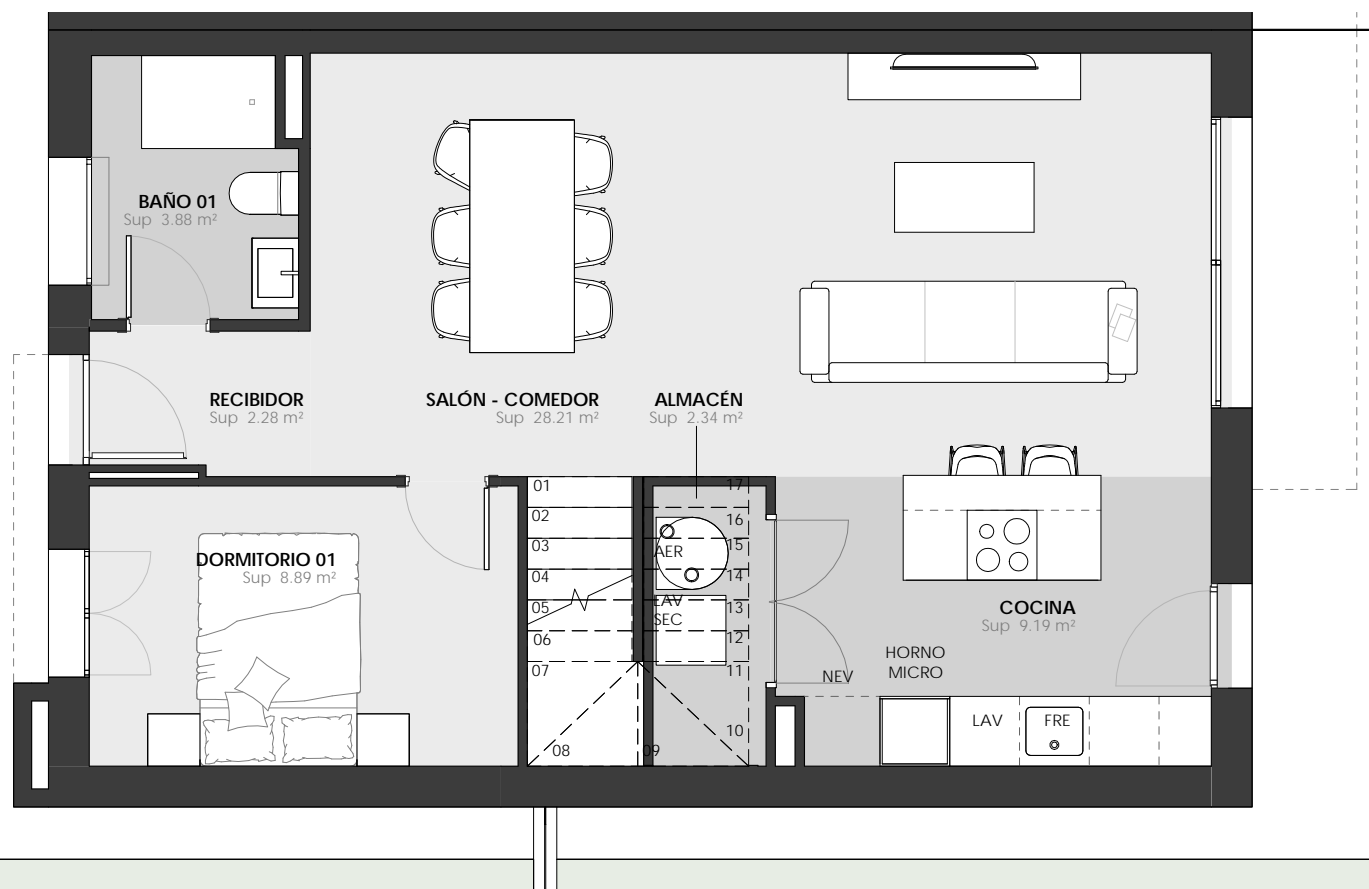 BAÑO 01
Sup 3.88 m²
RECIBIDOR
Sup 2.28 m²
SALÓN - COMEDOR
Sup 28.21 m²
ALMACÉN
Sup 2.34 m²
DORMITORIO 01
Sup 8.89 m²
01
02
03
04
05
06
07
08
09
10
11
12
13
14
15
16
17
AER
LAV
SEC
COCINA
Sup 9.19 m²
HORNO
MICRO
NEV
LAV
FRE